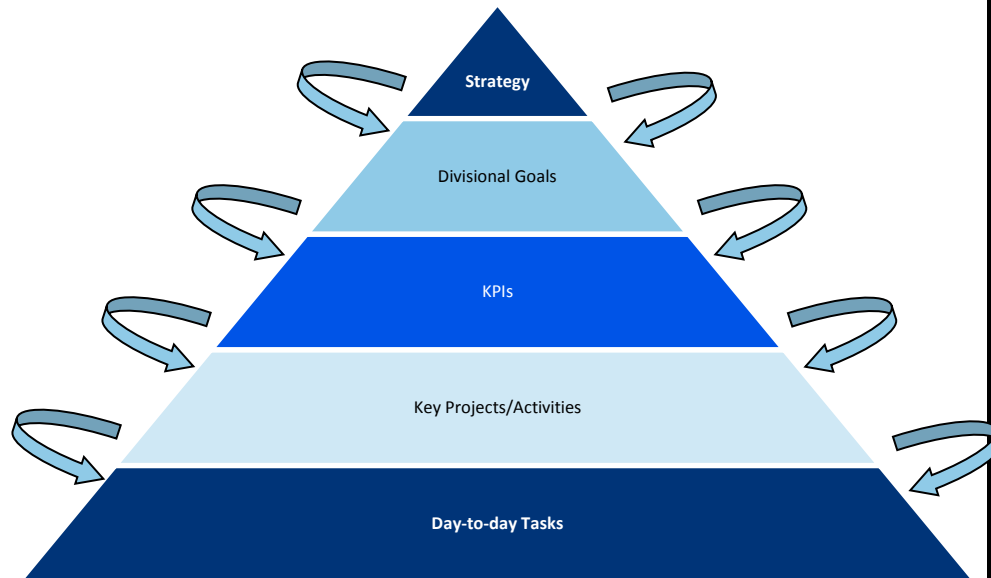 Strategy
Divisional Goals
KPIs
Key Projects/Activities
Day-to-day Tasks